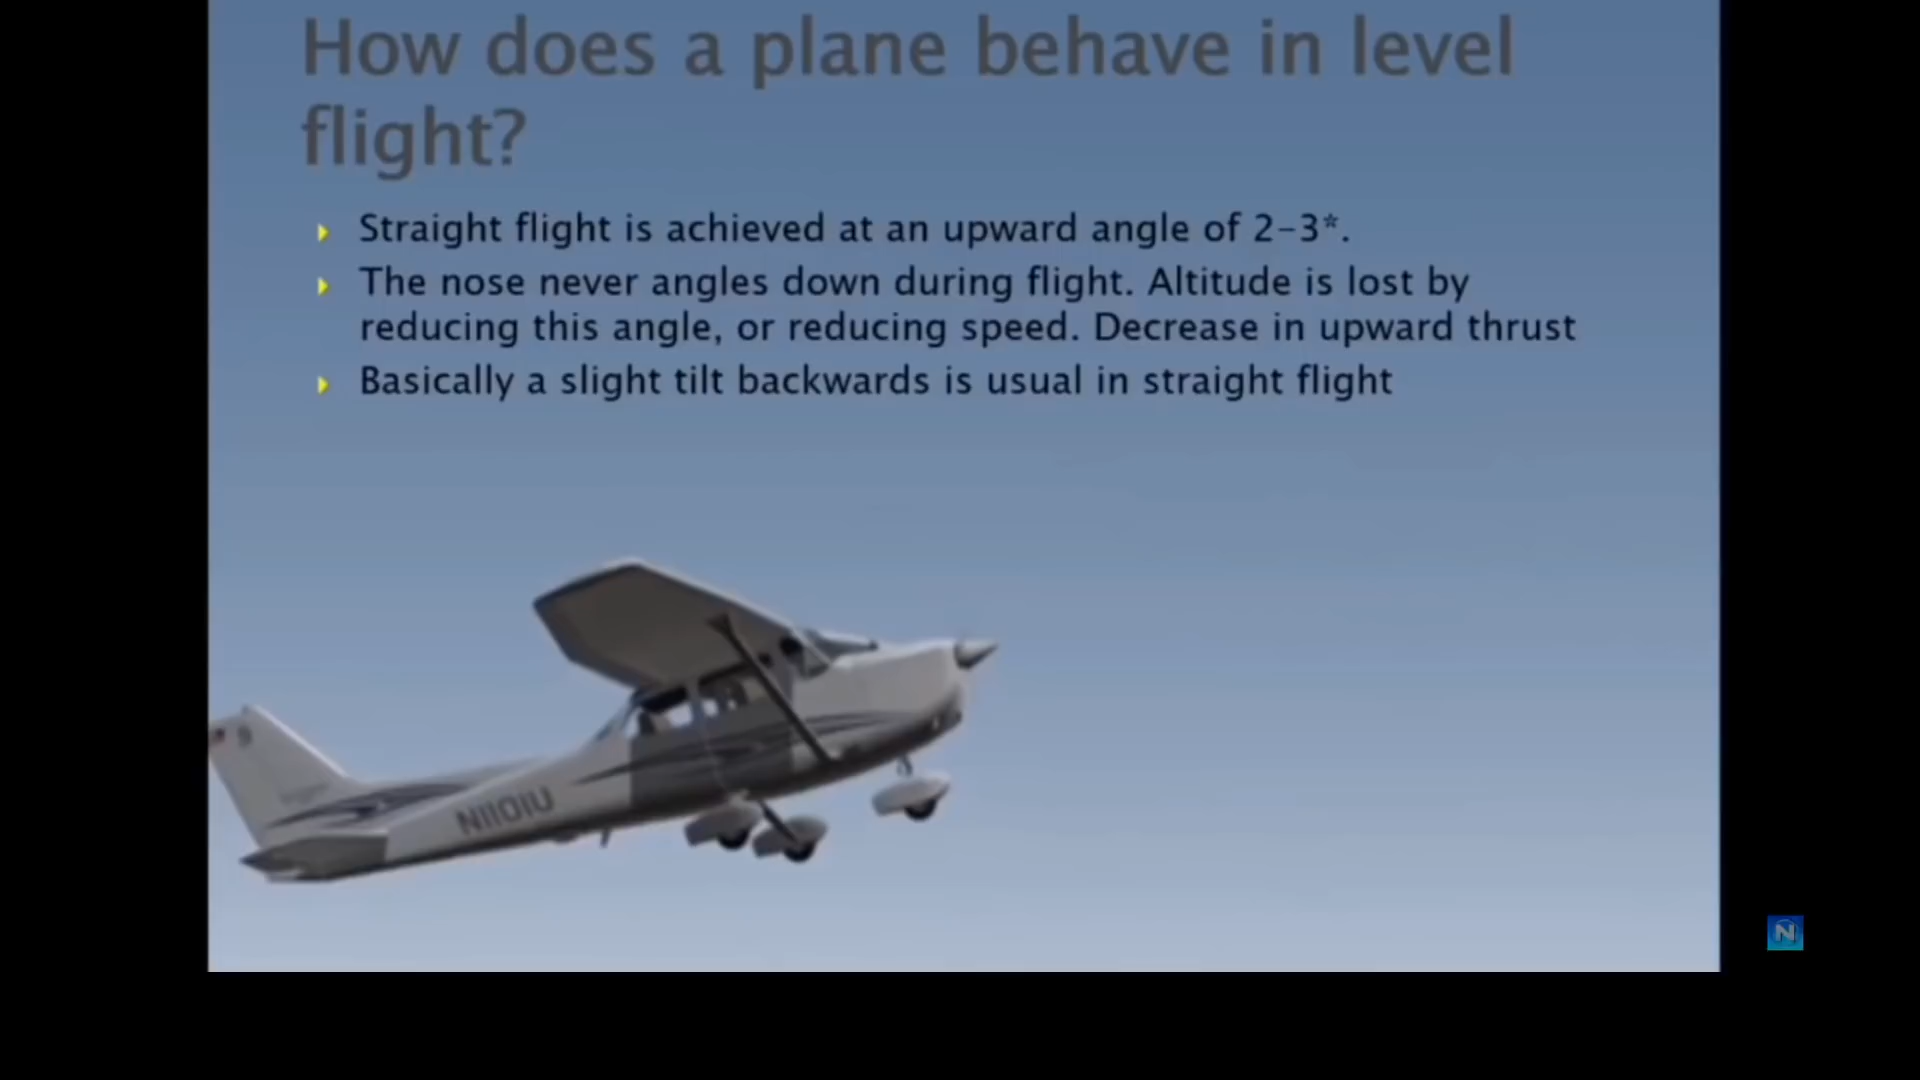 How does a plane behave in level
flight?
Straight flight is achieved at an upward angle of 2-3*.
The nose never angles down during flight. Altitude is lost by
reducing this angle, or reducing speed. Decrease in upward thrust
Basically a slight tilt backwards is usual in straight flight
N1101U
N